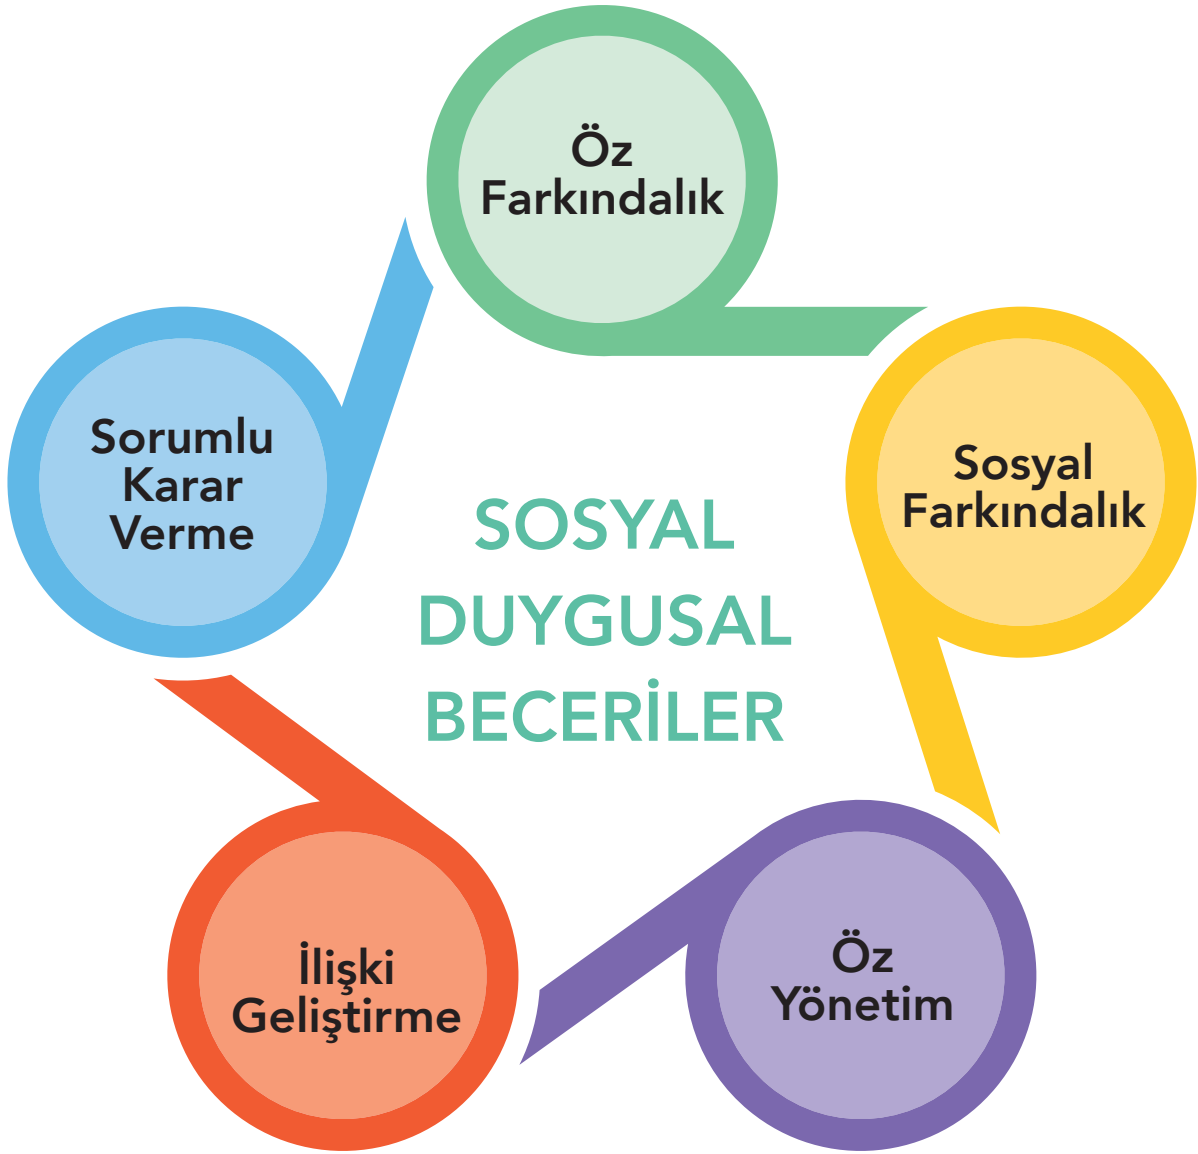 Öz
Farkındalık
Sosyal
Farkındalık
Öz
Yönetim
İlişki
Geliştirme
Sorumlu
Karar
Verme
SOSYAL
DUYGUSAL
BECERİLER